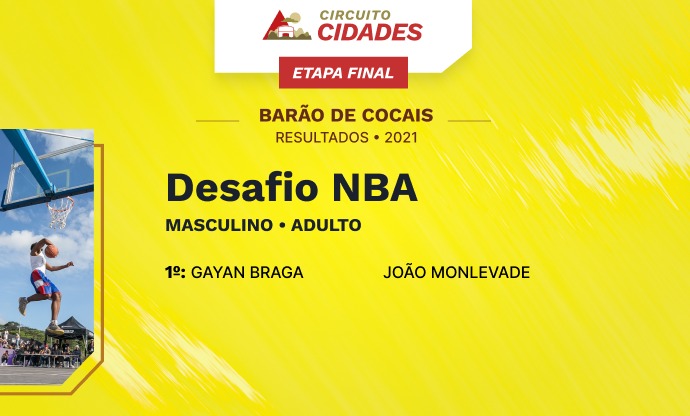 CIRCUITO
CIDADES
ETAPA FINAL
BARÃO DE COCAIS
RESULTADOS • 2021
Desafio NBA
MASCULINO • ADULTO
1º: GAYAN BRAGA JOÃO MONLEVADE